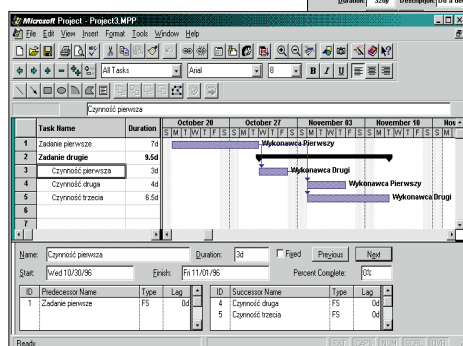 Duration: 32dy Description: Do a de
Microsoft Project - Project3.MPP
File Edit View Insert Format Tools Window Help
All Tasks Arial 8 B I U
Czynność pierwsza
Task Name Duration October 20 October 27 November 03 November 10 Nov
S M T W T F S S M T W T F S S M T W T F S S M T W T F S S M
1 Zadanie pierwsze 7d Wykonawca Pierwszy
2 Zadanie drugie 9.5d
3 Czynność pierwsza 3d Wykonawca Drugi
4 Czynność druga 4d Wykonawca Pierwszy
5 Czynność trzecia 6.5d Wykonawca Drugi
6
7
Name: Czynność pierwsza Duration: 3d Fixed Previous Next
Start: Wed 10/30/96 Finish: Fri 11/01/96 Percent Complete: 0%
ID Predecessor Name Type Lag ID Successor Name Type Lag
1 Zadanie pierwsze FS 0d 4 Czynność druga FS 0d
5 Czynność trzecia FS 0d
Ready EXT CAPS NUM SCRL OVR